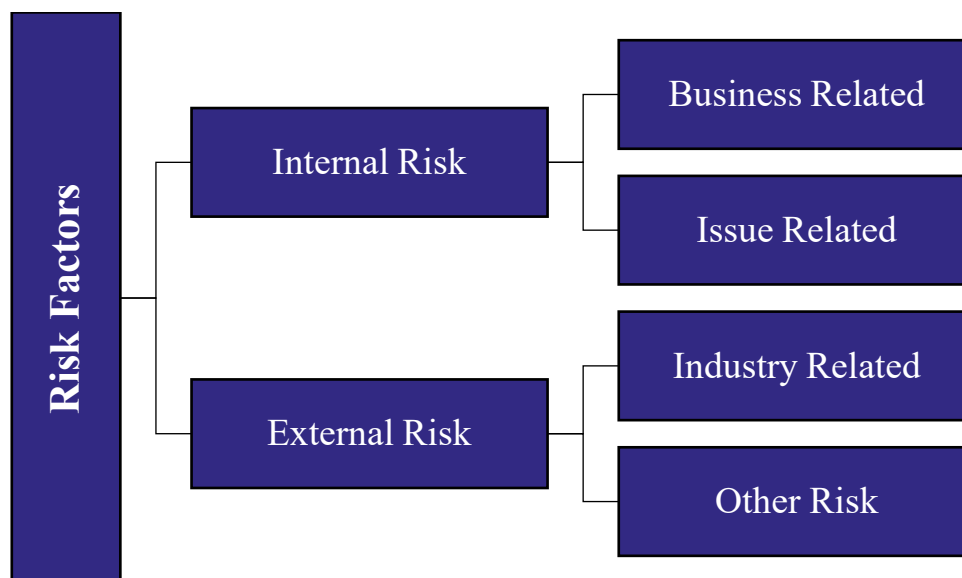 Risk Factors
Internal Risk
Business Related
Issue Related
External Risk
Industry Related
Other Risk